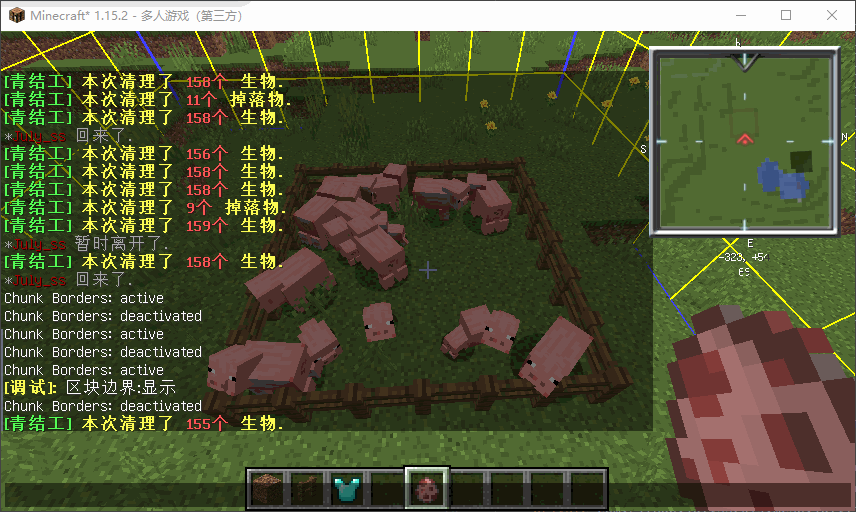 Minecraft* 1.15.2 - 多人游戏（第三方）
[青结工] 本次清理了 158个 生物.
[青结工] 本次清理了 11个 掉落物.
[青结工] 本次清理了 158个 生物.
*July_ss 回来了.
[青结工] 本次清理了 156个 生物.
[青结工] 本次清理了 158个 生物.
[青结工] 本次清理了 158个 生物.
[青结工] 本次清理了 9个 掉落物.
[青结工] 本次清理了 159个 生物.
*July_ss 暂时离开了.
[青结工] 本次清理了 158个 生物.
*July_ss 回来了.
Chunk Borders: active
Chunk Borders: deactivated
Chunk Borders: active
Chunk Borders: deactivated
Chunk Borders: active
[调试]: 区块边界:显示
Chunk Borders: deactivated
[青结工] 本次清理了 155个 生物.
S
N
E
-323, +54
65